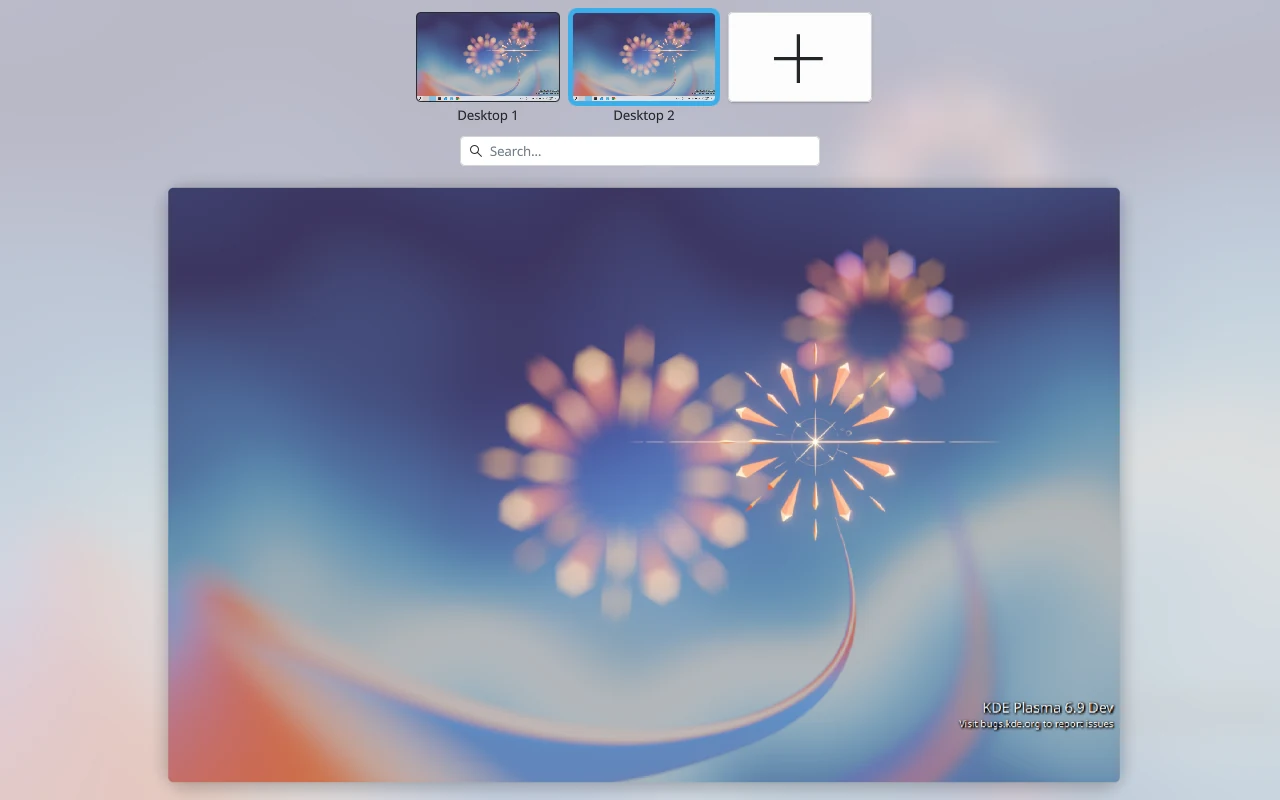 Desktop 1
Desktop 2
Search...
KDE Plasma 6.9 Dev
Visit bugs.kde.org to report issues